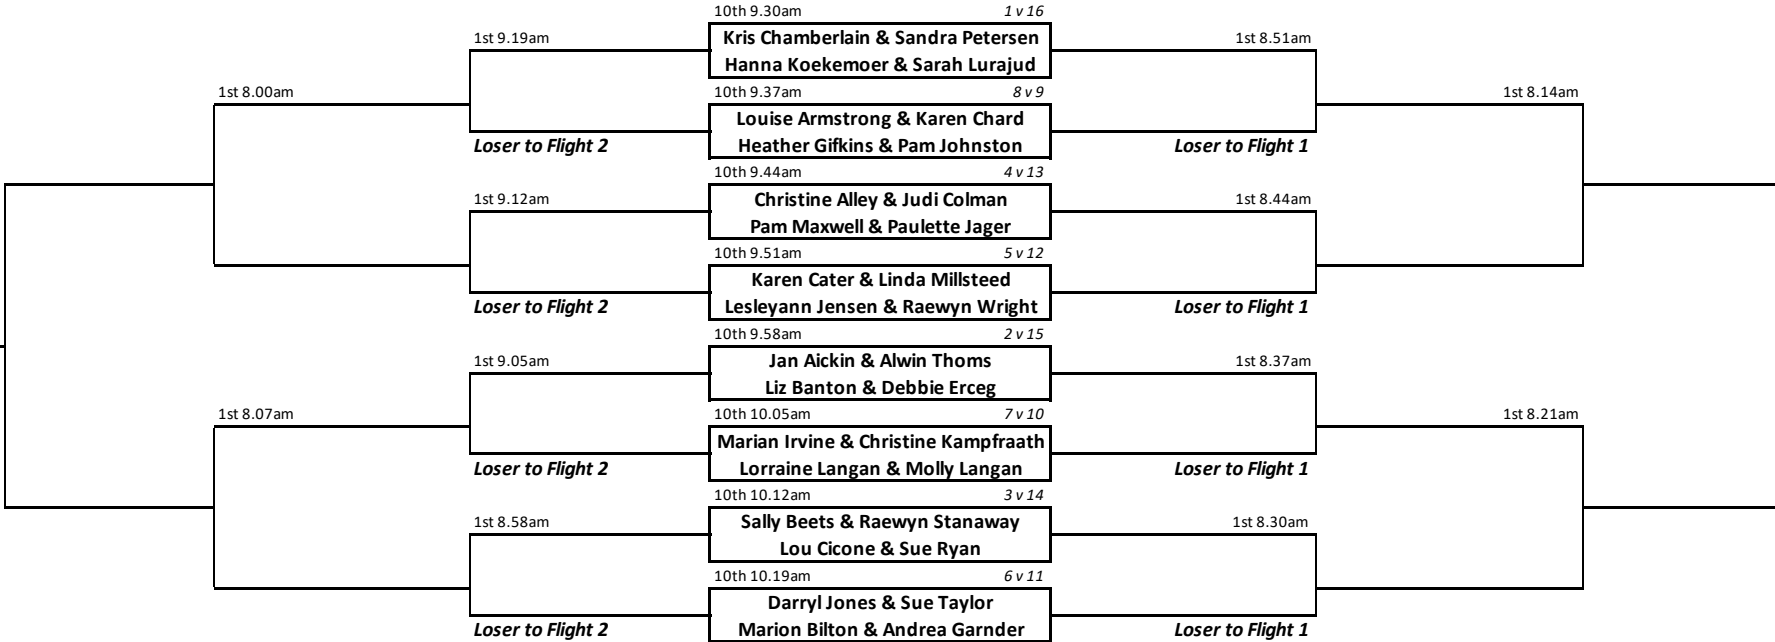 10th 9.30am 1 v 16
1st 9.19am Kris Chamberlain & Sandra Petersen 1st 8.51am
Hanna Koekemoer & Sarah Lurajud
1st 8.00am 10th 9.37am 8 v 9 1st 8.14am
Louise Armstrong & Karen Chard
Loser to Flight 2 Heather Gifkins & Pam Johnston Loser to Flight 1
10th 9.44am 4 v 13
1st 9.12am Christine Alley & Judi Colman 1st 8.44am
Pam Maxwell & Paulette Jager
10th 9.51am 5 v 12
Karen Cater & Linda Millsteed
Loser to Flight 2 Lesleyann Jensen & Raewyn Wright Loser to Flight 1
10th 9.58am 2 v 15
1st 9.05am Jan Aickin & Alwin Thoms 1st 8.37am
Liz Banton & Debbie Erceg
1st 8.07am 10th 10.05am 7 v 10 1st 8.21am
Marian Irvine & Christine Kampfraath
Loser to Flight 2 Lorraine Langan & Molly Langan Loser to Flight 1
10th 10.12am 3 v 14
1st 8.58am Sally Beets & Raewyn Stanaway 1st 8.30am
Lou Cicone & Sue Ryan
10th 10.19am 6 v 11
Darryl Jones & Sue Taylor
Loser to Flight 2 Marion Bilton & Andrea Garnder Loser to Flight 1